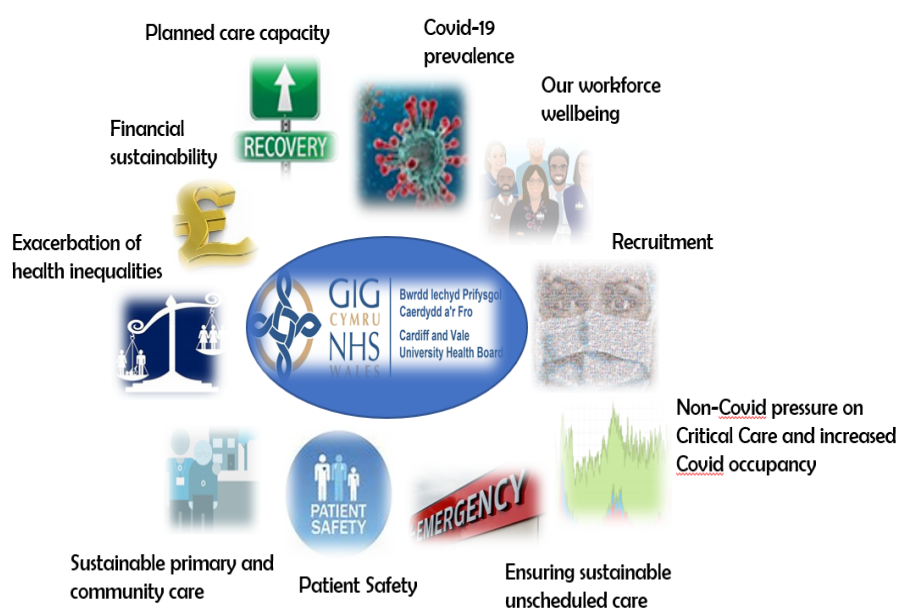 Planned care capacity
Covid-19
prevalence
Our workforce
wellbeing
Financial
sustainability
RECOVERY
Exacerbation of
health inequalities
Recruitment
GIG
CYMRU
NHS
WALES
Bwrdd Iechyd Prifysgol
Caerdydd a'r Fro
Cardiff and Vale
University Health Board
Non-Covid pressure on
Critical Care and increased
Covid occupancy
EMERGENCY
PATIENT
SAFETY
Sustainable primary and
community care
Patient Safety
Ensuring sustainable
unscheduled care